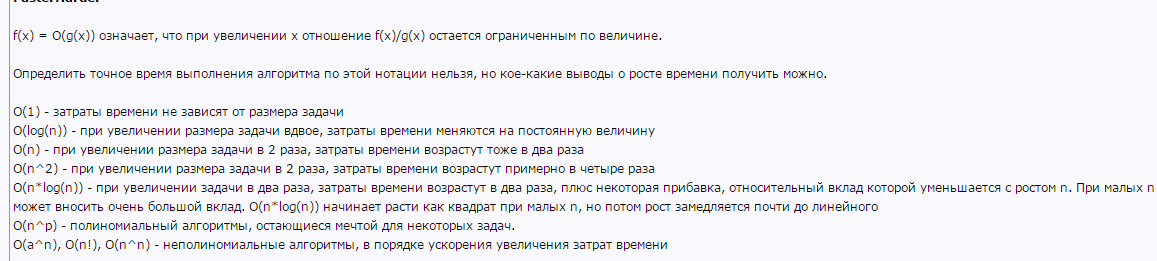 f(x) = O(g(x)) означает, что при увеличении x отношение f(x)/g(x) остается ограниченным по величине.
Определить точное время выполнения алгоритма по этой нотации нельзя, но кое-какие выводы о росте времени получить можно.
O(1) - затраты времени не зависят от размера задачи
O(log(n)) - при увеличении размера задачи вдвое, затраты времени меняются на постоянную величину
O(n) - при увеличении размера задачи в 2 раза, затраты времени возрастут тоже в два раза
O(n^2) - при увеличении размера задачи в 2 раза, затраты времени возрастут примерно в четыре раза
O(n*log(n)) - при увеличении задачи в два раза, затраты времени возрастут в два раза, плюс некоторая прибавка, относительный вклад которой уменьшается с ростом n. При малых n
может вносить очень большой вклад. O(n*log(n)) начинает расти как квадрат при малых n, но потом рост замедляется почти до линейного
O(n^p) - полиномиальный алгоритмы, остающиеся мечтой для некоторых задач.
O(a^n), O(n!), O(n^n) - неполиномиальные алгоритмы, в порядке ускорения увеличения затрат времени